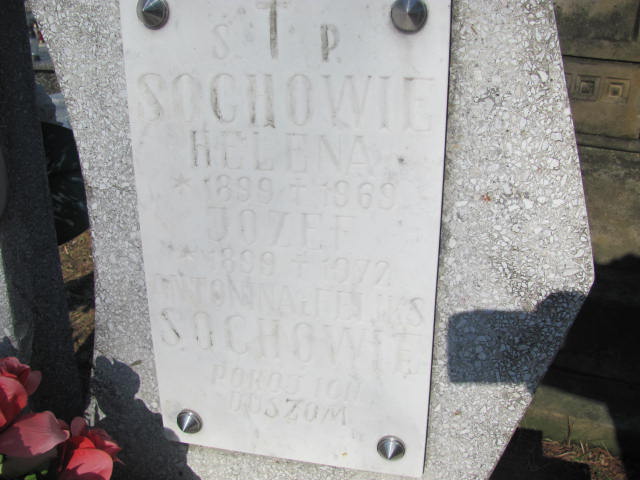 S. † P.
SOCHOWIE
HELENA
* 1899 † 1969
JÓZEF
* 1899 † 1972
ANTONINA i FELIKS
SOCHOWIE
POKÓJ ICH
DUSZOM